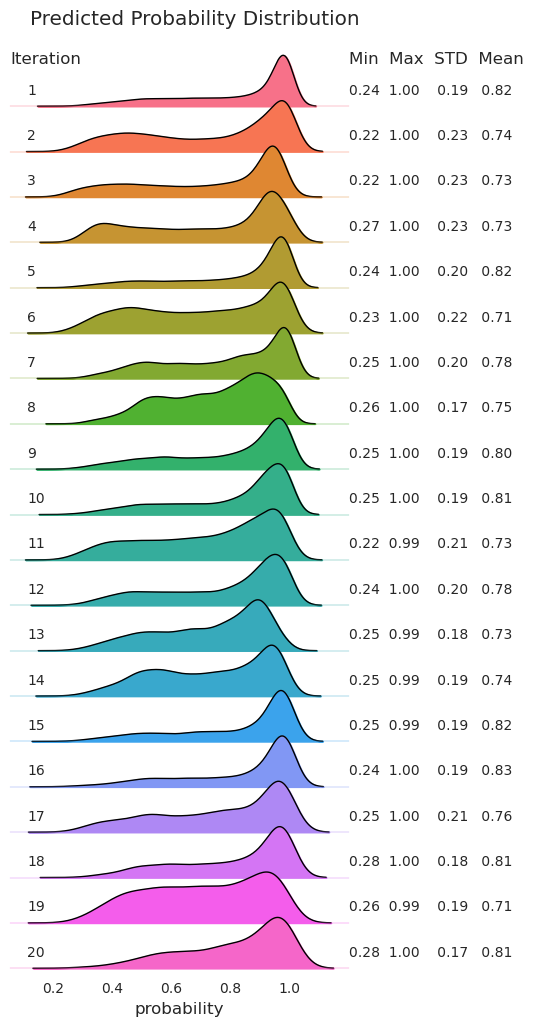 Predicted Probability Distribution
Iteration Min Max STD Mean
1 0.24 1.00 0.19 0.82
2 0.22 1.00 0.23 0.74
3 0.22 1.00 0.23 0.73
4 0.27 1.00 0.23 0.73
5 0.24 1.00 0.20 0.82
6 0.23 1.00 0.22 0.71
7 0.25 1.00 0.20 0.78
8 0.26 1.00 0.17 0.75
9 0.25 1.00 0.19 0.80
10 0.25 1.00 0.19 0.81
11 0.22 0.99 0.21 0.73
12 0.24 1.00 0.20 0.78
13 0.25 0.99 0.18 0.73
14 0.25 0.99 0.19 0.74
15 0.25 0.99 0.19 0.82
16 0.24 1.00 0.19 0.83
17 0.25 1.00 0.21 0.76
18 0.28 1.00 0.18 0.81
19 0.26 0.99 0.19 0.71
20 0.28 1.00 0.17 0.81
0.2 0.4 0.6 0.8 1.0
probability